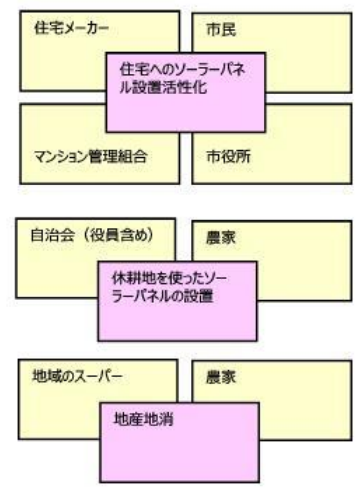 住宅メーカー
市民
住宅へのソーラーパネ
ル設置活性化
マンション管理組合
市役所
自治会（役員含め）
農家
休耕地を使ったソー
ラーパネルの設置
地域のスーパー
農家
地産地消